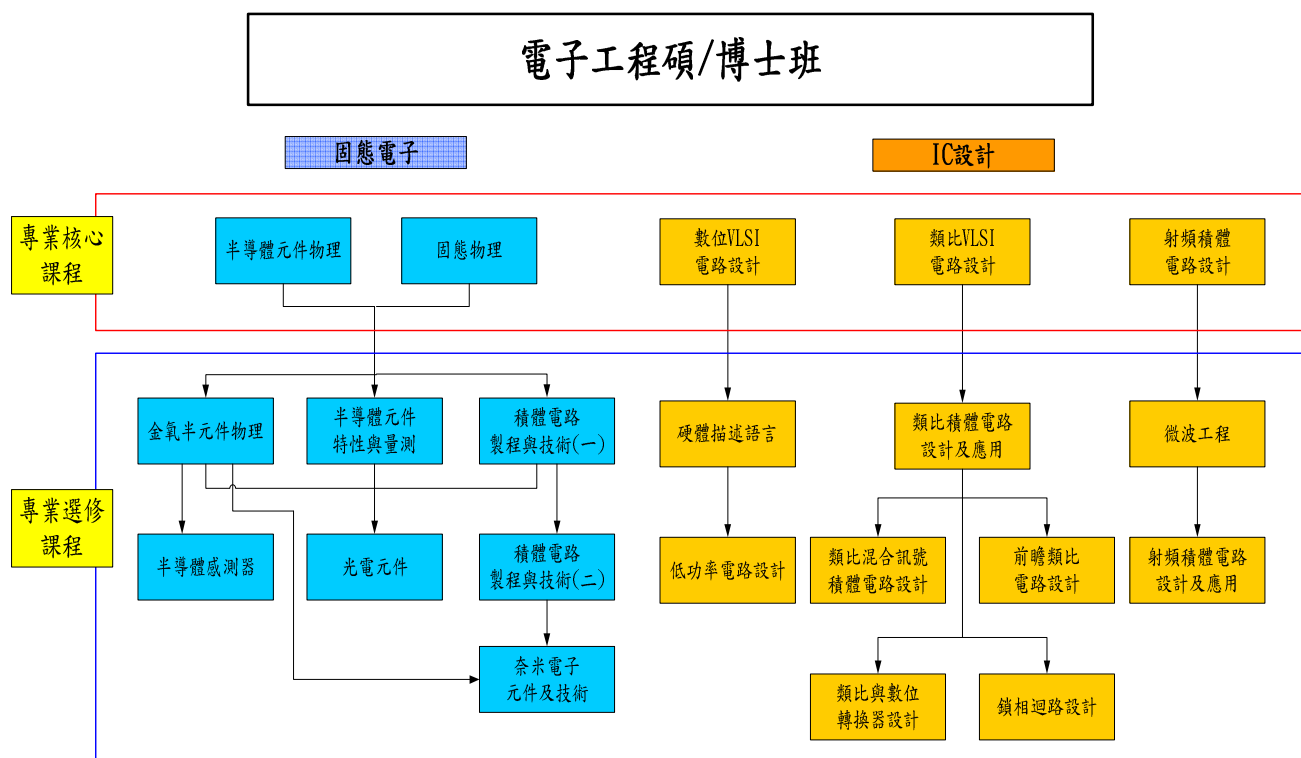 電子工程碩/博士班
固態電子
IC設計
專業核心
課程
半導體元件物理
固態物理
數位VLSI
電路設計
類比VLSI
電路設計
射頻積體
電路設計
專業選修
課程
金氧半元件物理
半導體元件
特性與量測
積體電路
製程與技術(一)
硬體描述語言
類比積體電路
設計及應用
微波工程
半導體感測器
光電元件
積體電路
製程與技術(二)
低功率電路設計
類比混合訊號
積體電路設計
前瞻類比
電路設計
射頻積體電路
設計及應用
奈米電子
元件及技術
類比與數位
轉換器設計
鎖相迴路設計